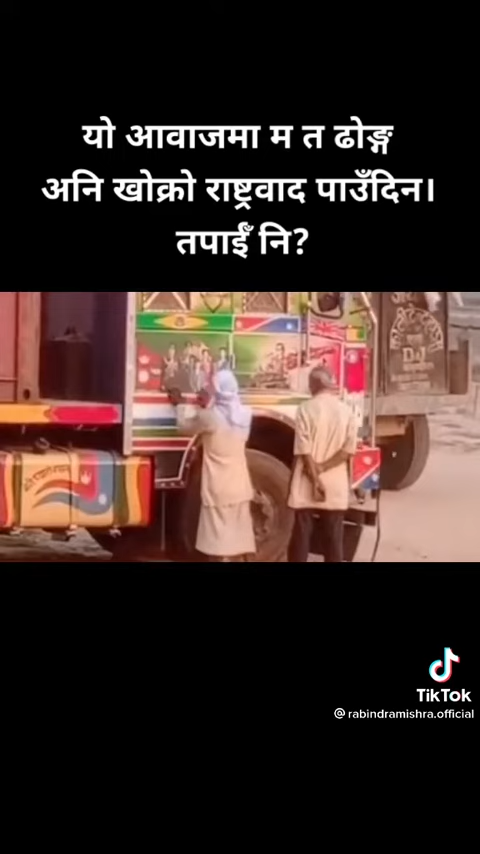 यो आवाजमा म त ढोङ्ग
अनि खोक्रो राष्ट्रवाद पाउँदिन।
तपाईँ नि?
TikTok
@rabindramishra.official